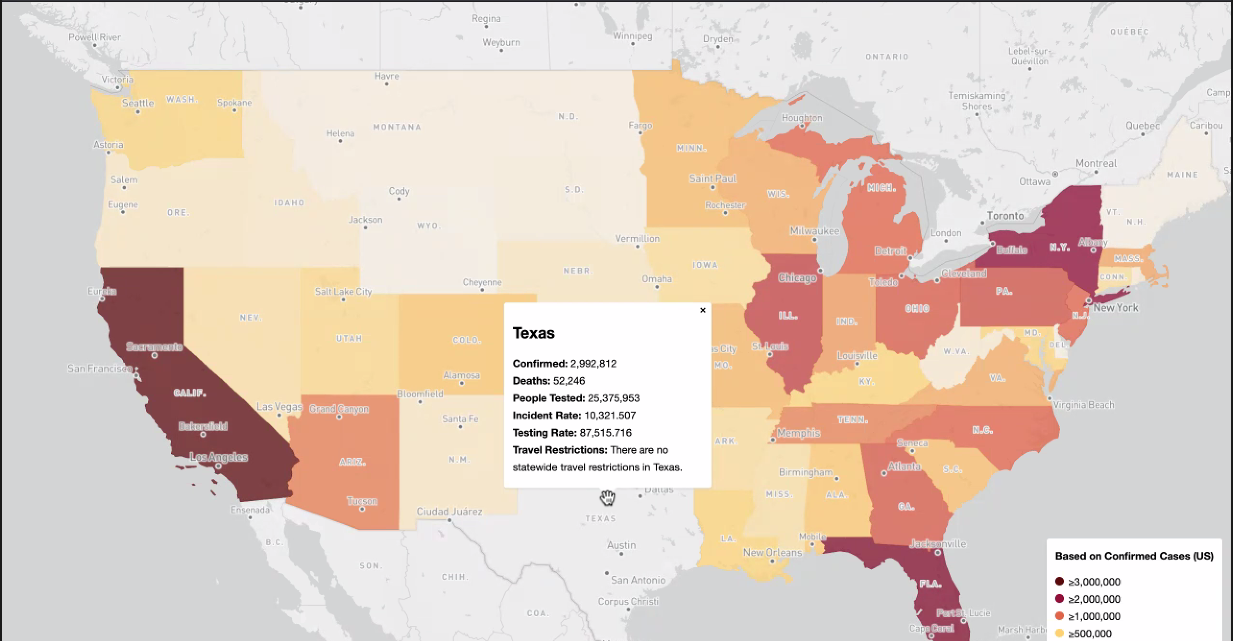 Regina
QUÉBEC
Powell River
Winnipeg
Dryden
Weyburn
Lebel-sur-
Quévillon
ONTARIO
Victoria
Havre
Camp
Temiskaming
Shores
Seattle
WASH.
Spokane
Houghton
N.D.
Fargo
Quebec
Caribou
Helena
MONTANA
Astoria
MINN.
Montreal
Salem
Saint Paul
Ottawa
MAINE
MICH.
S.D.
Cody
WIS.
Eugene
ORE.
IDAHO
Rochester
Toronto
VT.
Jackson
WYO.
N.H.
Milwaukee
London
Vermillion
Buffalo
N.Y.
Albany
Detroit
MASS.
IOWA
NEBR.
Chicago
Cleveland
CONN.
Omaha
Toledo
Cheyenne
Eureka
Salt Lake City
PA.
New York
OHIO
NEV.
ILL.
IND.
N.J.
MD.
UTAH
COLO.
DEL.
Sacramento
s City
St. Louis
W.VA.
Louisville
MO.
San Francisco
Alamosa
VA.
KY.
CALIF.
Bloomfield
Las Vegas
Grand Canyon
Virginia Beach
Santa Fe
TENN.
Bakersfield
Memphis
N.C.
ARK.
Seneca
Los Angeles
ARIZ.
N.M.
Atlanta
S.C.
Birmingham
Dallas
MISS.
ALA.
Tucson
GA.
Ensenada
Ciudad Juárez
TEXAS
LA.
Mobile
B.C.
Austin
New Orleans
Jacksonville
SON.
CHIH.
San Antonio
FLA.
Corpus Christi
COA.
Port St. Lucie
Cape Coral
Marsh Harb
×
Texas
Confirmed: 2,992,812
Deaths: 52,246
People Tested: 25,375,953
Incident Rate: 10,321.507
Testing Rate: 87,515.716
Travel Restrictions: There are no
statewide travel restrictions in Texas.
Based on Confirmed Cases (US)
≥3,000,000
≥2,000,000
≥1,000,000
≥500,000